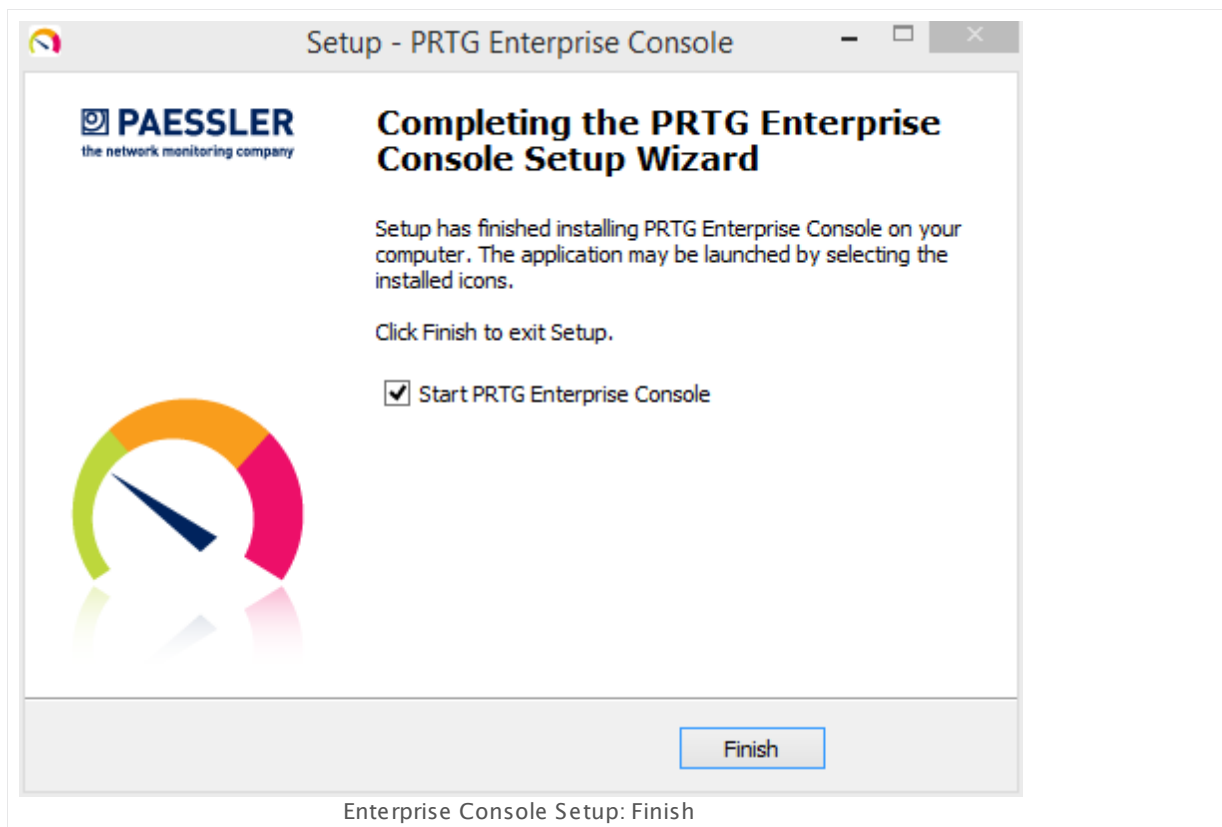 Setup - PRTG Enterprise Console
PAESSLER
the network monitoring company
Completing the PRTG Enterprise
Console Setup Wizard
Setup has finished installing PRTG Enterprise Console on your
computer. The application may be launched by selecting the
installed icons.
Click Finish to exit Setup.
Start PRTG Enterprise Console
Finish
Enterprise Console Setup: Finish